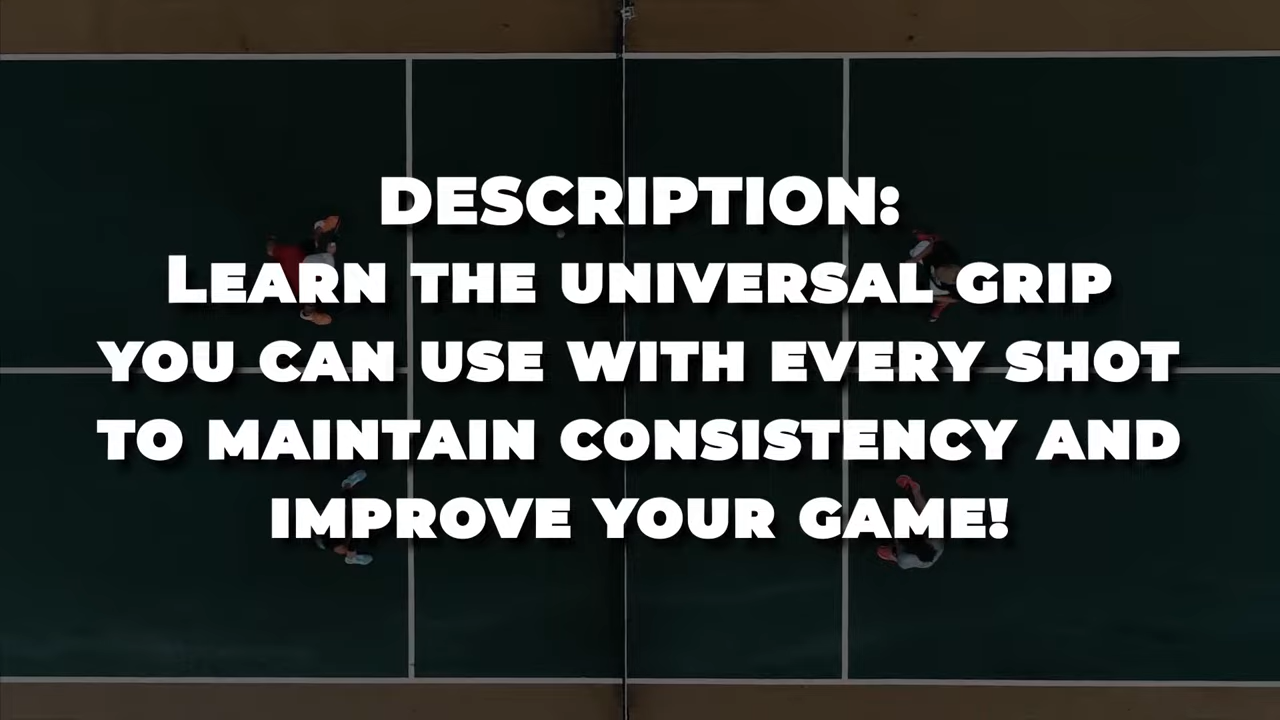 DESCRIPTION:
LEARN THE UNIVERSAL GRIP
YOU CAN USE WITH EVERY SHOT
TO MAINTAIN CONSISTENCY AND
IMPROVE YOUR GAME!